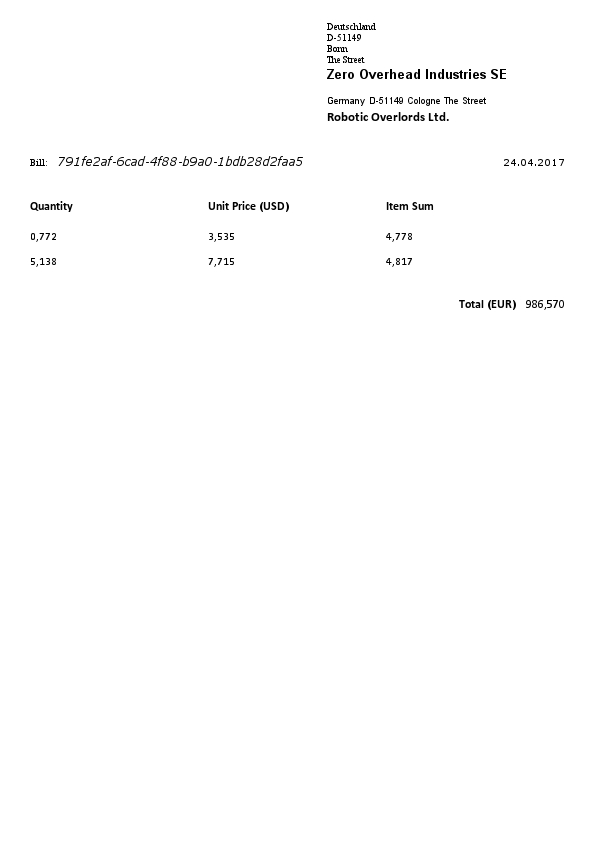 Deutschland
D-51149
Bonn
The Street
Zero Overhead Industries SE
Germany D-51149 Cologne The Street
Robotic Overlords Ltd.
Bill: 791fe2af-6cad-4f88-b9a0-1bdb28d2faa5 24.04.2017
Quantity Unit Price (USD) Item Sum
0,772 3,535 4,778
5,138 7,715 4,817
Total (EUR) 986,570